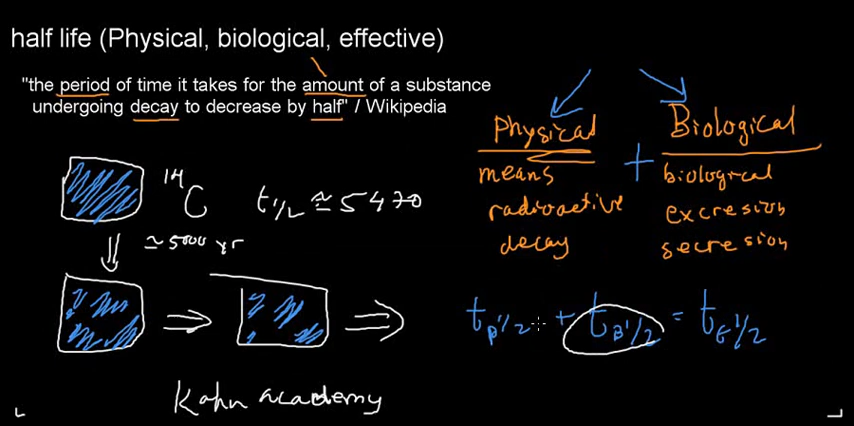 half life (Physical, biological, effective)
"the period of time it takes for the amount of a substance
undergoing decay to decrease by half" / Wikipedia
Physical + Biological
means
radioactive
decay
biological
excresion
secresion
14C t1/2 ≅ 5470
≅ 5000 yr
tP1/2 + tB1/2 = tE1/2
Kahn academy